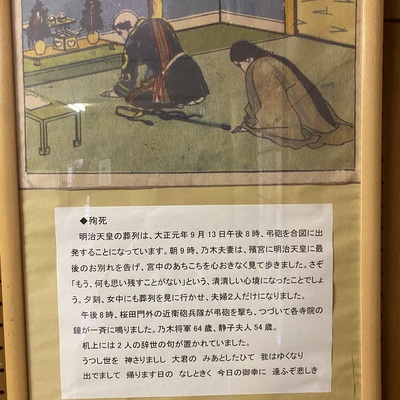 ◆殉死
明治天皇の葬列は、大正元年9月13日午後8時、弔砲を合図に出
発することになっています。朝9時、乃木夫妻は、殯宮に明治天皇に最
後のお別れを告げ、宮中のあちこちを心おきなく見て歩きました。さぞ
「もう、何も思い残すことがない」という、清清しい心境になったことでしょ
う。夕刻、女中にも葬列を見に行かせ、夫婦2人だけになりました。
午後8時、桜田門外の近衛砲兵隊が弔砲を撃ち、つづいて各寺院の
鐘が一斉に鳴りました。乃木将軍64歳、静子夫人54歳。
机上には2人の辞世の句が置かれていました。
うつし世を 神さりましし 大君の みあとしたひて 我はゆくなり
出でまして 帰ります日の なしときく 今日の御幸に 逢ふぞ悲しき